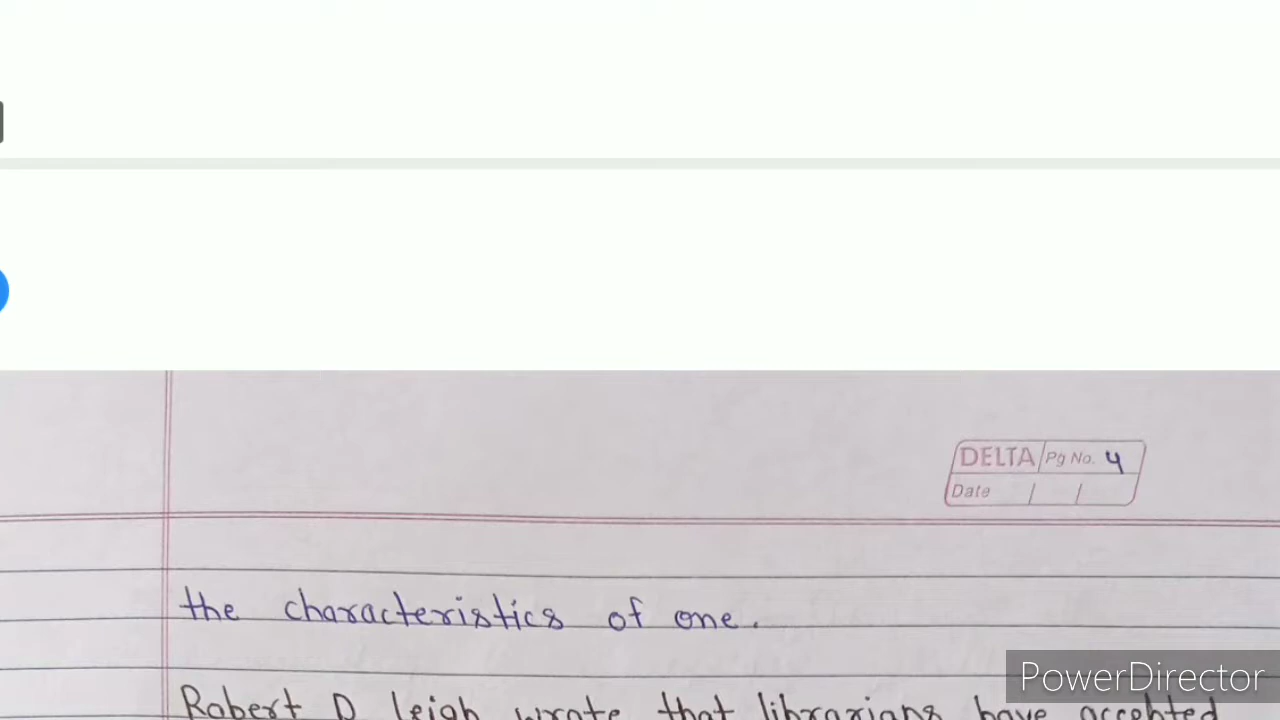 DELTA Pg No. 4
Date / /
the characteristics of one.
Robert D leigh wrote that librarians have accepted
PowerDirector